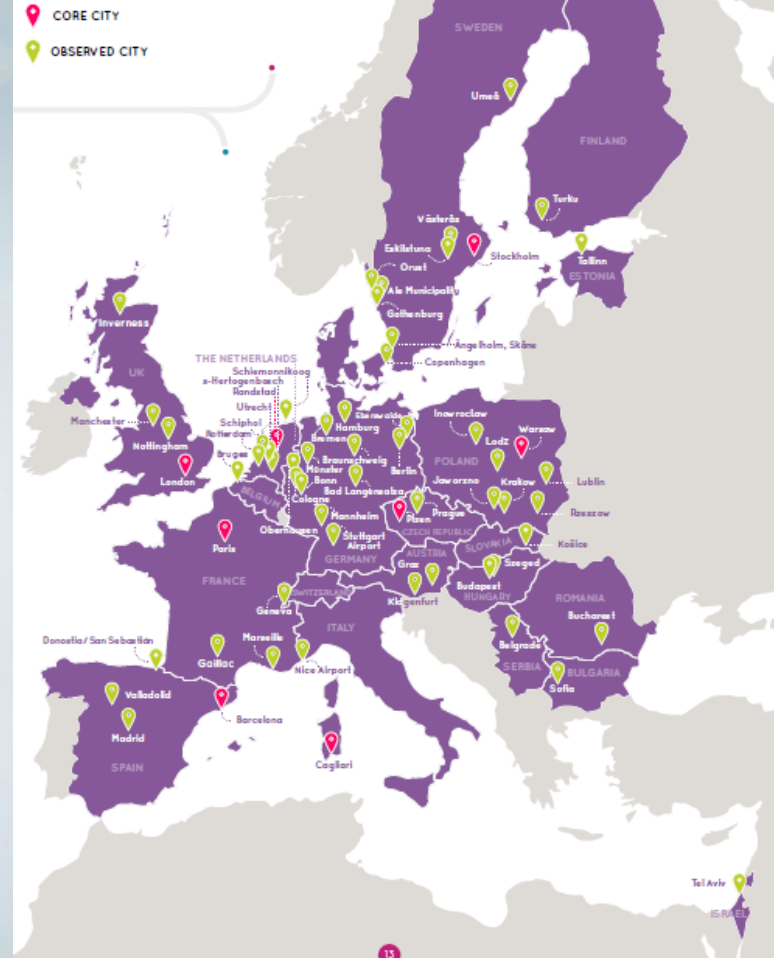 CORE CITY
OBSERVED CITY
SWEDEN
Umeå
FINLAND
Turku
Västerås
Eskilstuna
Stockholm
Tallinn
ESTONIA
Orust
Ale Municipality
Gothenburg
Inverness
Ängelholm, Skåne
Copenhagen
THE NETHERLANDS
Schiermonnikoog
s-Hertogenbosch
Randstad
UK
Utrecht
Manchester
Schiphol
Rotterdam
Nottingham
Bruges
London
Eberswalde
Hamburg
Bremen
Braunschweig
Berlin
Münster
Bonn
Bad Langensalza
Cologne
Inowroclaw
Warsaw
Lodz
POLAND
Jaworzno
Krakow
Lublin
Rzeszow
BELGIUM
Mannheim
Oberhausen
Stuttgart
Airport
GERMANY
Prague
Plzen
CZECH REPUBLIC
SLOVAKIA
Košice
Paris
FRANCE
AUSTRIA
Graz
Szeged
Budapest
HUNGARY
ROMANIA
SWITZERLAND
Geneva
Klagenfurt
Bucharest
ITALY
Belgrade
Donostia/San Sebastián
Marseille
Gaillac
Nice Airport
SERBIA
BULGARIA
Sofia
Valladolid
Barcelona
Madrid
SPAIN
Cagliari
Tel Aviv
ISRAEL
13